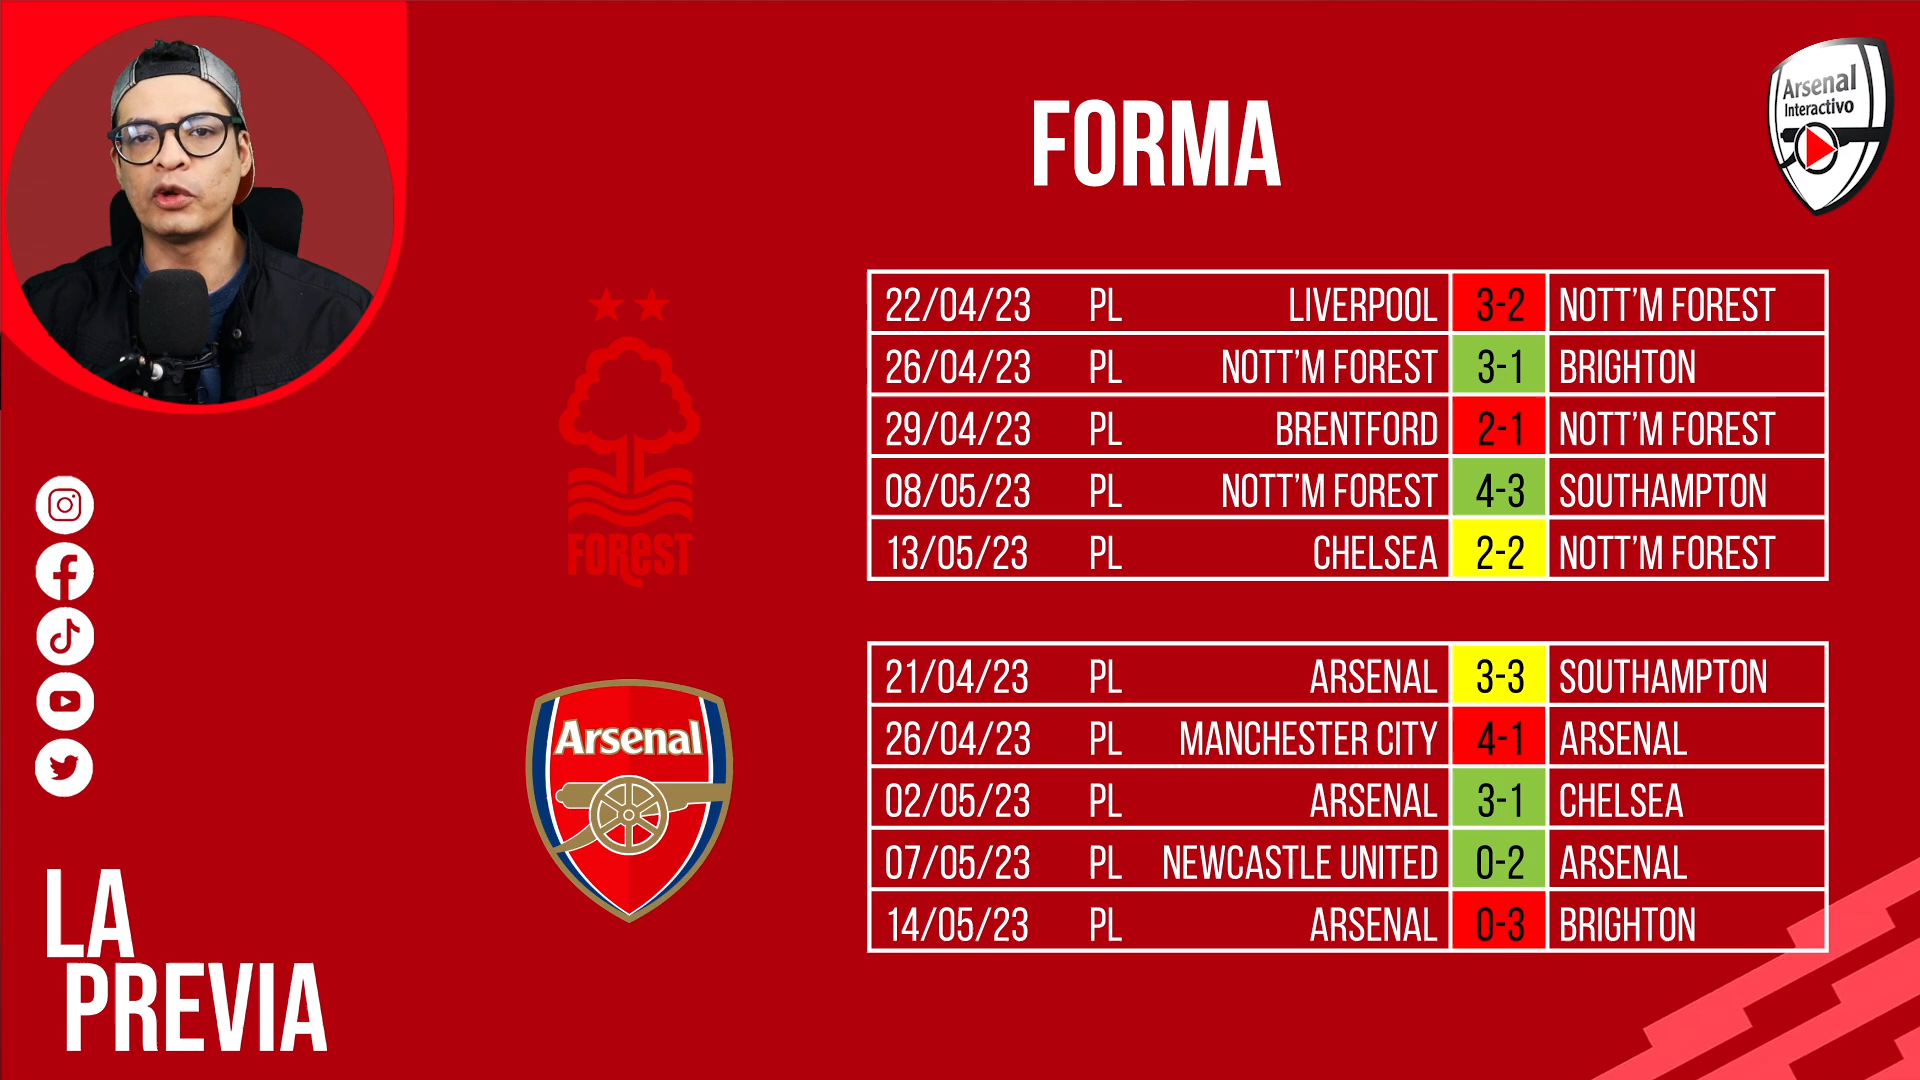 FORMA
Arsenal
Interactivo
22/04/23 PL LIVERPOOL 3-2 NOTT'M FOREST
26/04/23 PL NOTT'M FOREST 3-1 BRIGHTON
29/04/23 PL BRENTFORD 2-1 NOTT'M FOREST
08/05/23 PL NOTT'M FOREST 4-3 SOUTHAMPTON
13/05/23 PL CHELSEA 2-2 NOTT'M FOREST
FOREST
21/04/23 PL ARSENAL 3-3 SOUTHAMPTON
26/04/23 PL MANCHESTER CITY 4-1 ARSENAL
02/05/23 PL ARSENAL 3-1 CHELSEA
07/05/23 PL NEWCASTLE UNITED 0-2 ARSENAL
14/05/23 PL ARSENAL 0-3 BRIGHTON
Arsenal
LA
PREVIA